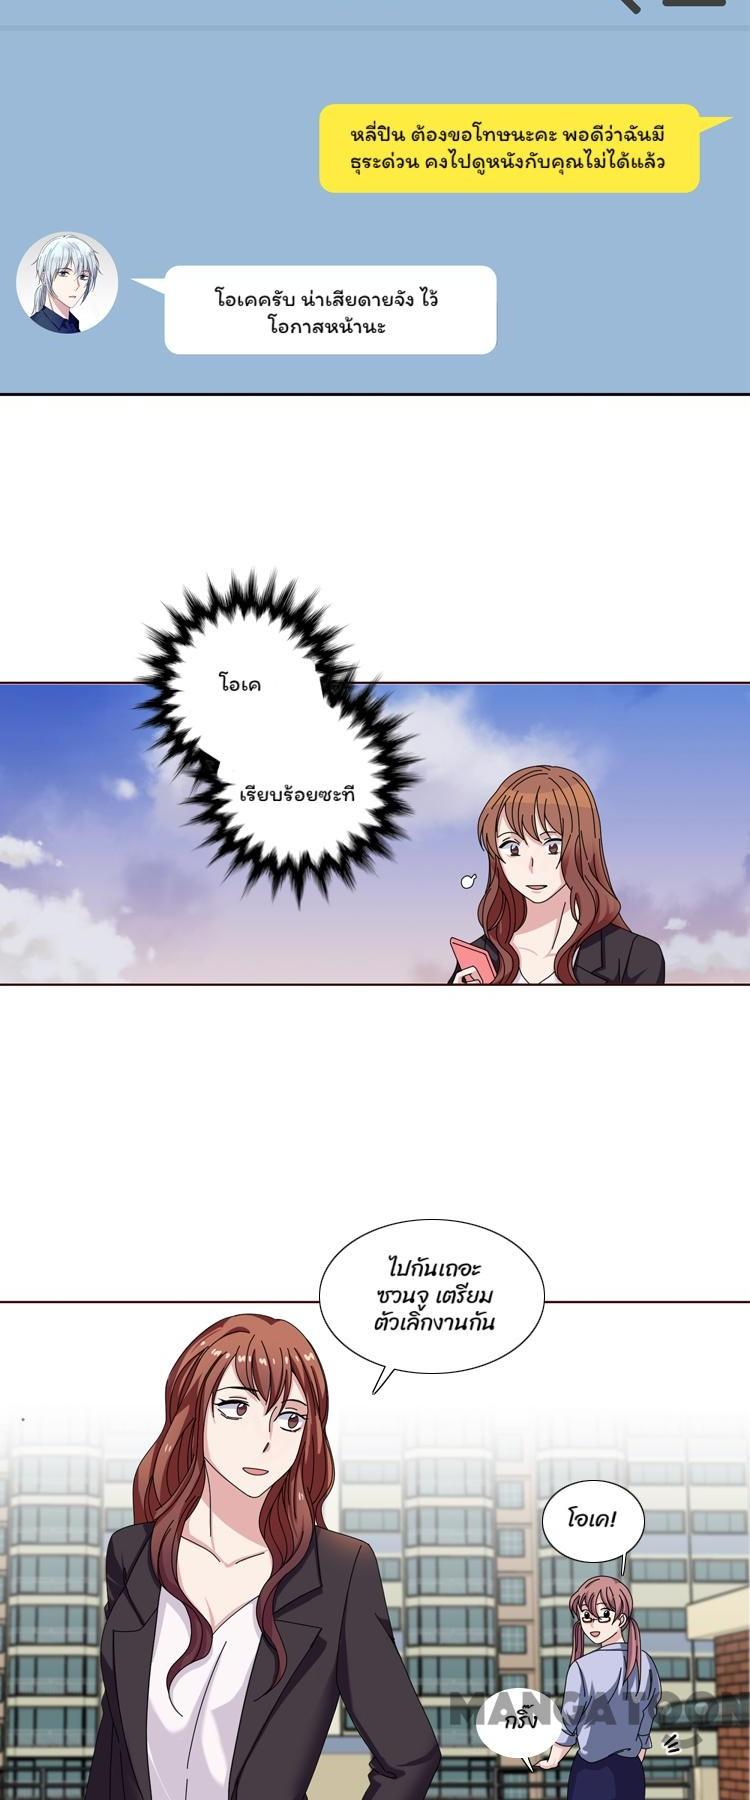 หลี่ปิน ต้องขอโทษนะคะ พอดีว่าฉันมี
ธุระด่วน คงไปดูหนังกับคุณไม่ได้แล้ว
โอเคครับ น่าเสียดายจัง ไว้
โอกาสหน้านะ
โอเค
เรียบร้อยซะที
ไปกันเถอะ
ซวนจู เตรียม
ตัวเลิกงานกัน
โอเค!
กริ๊ง
MANGATOON